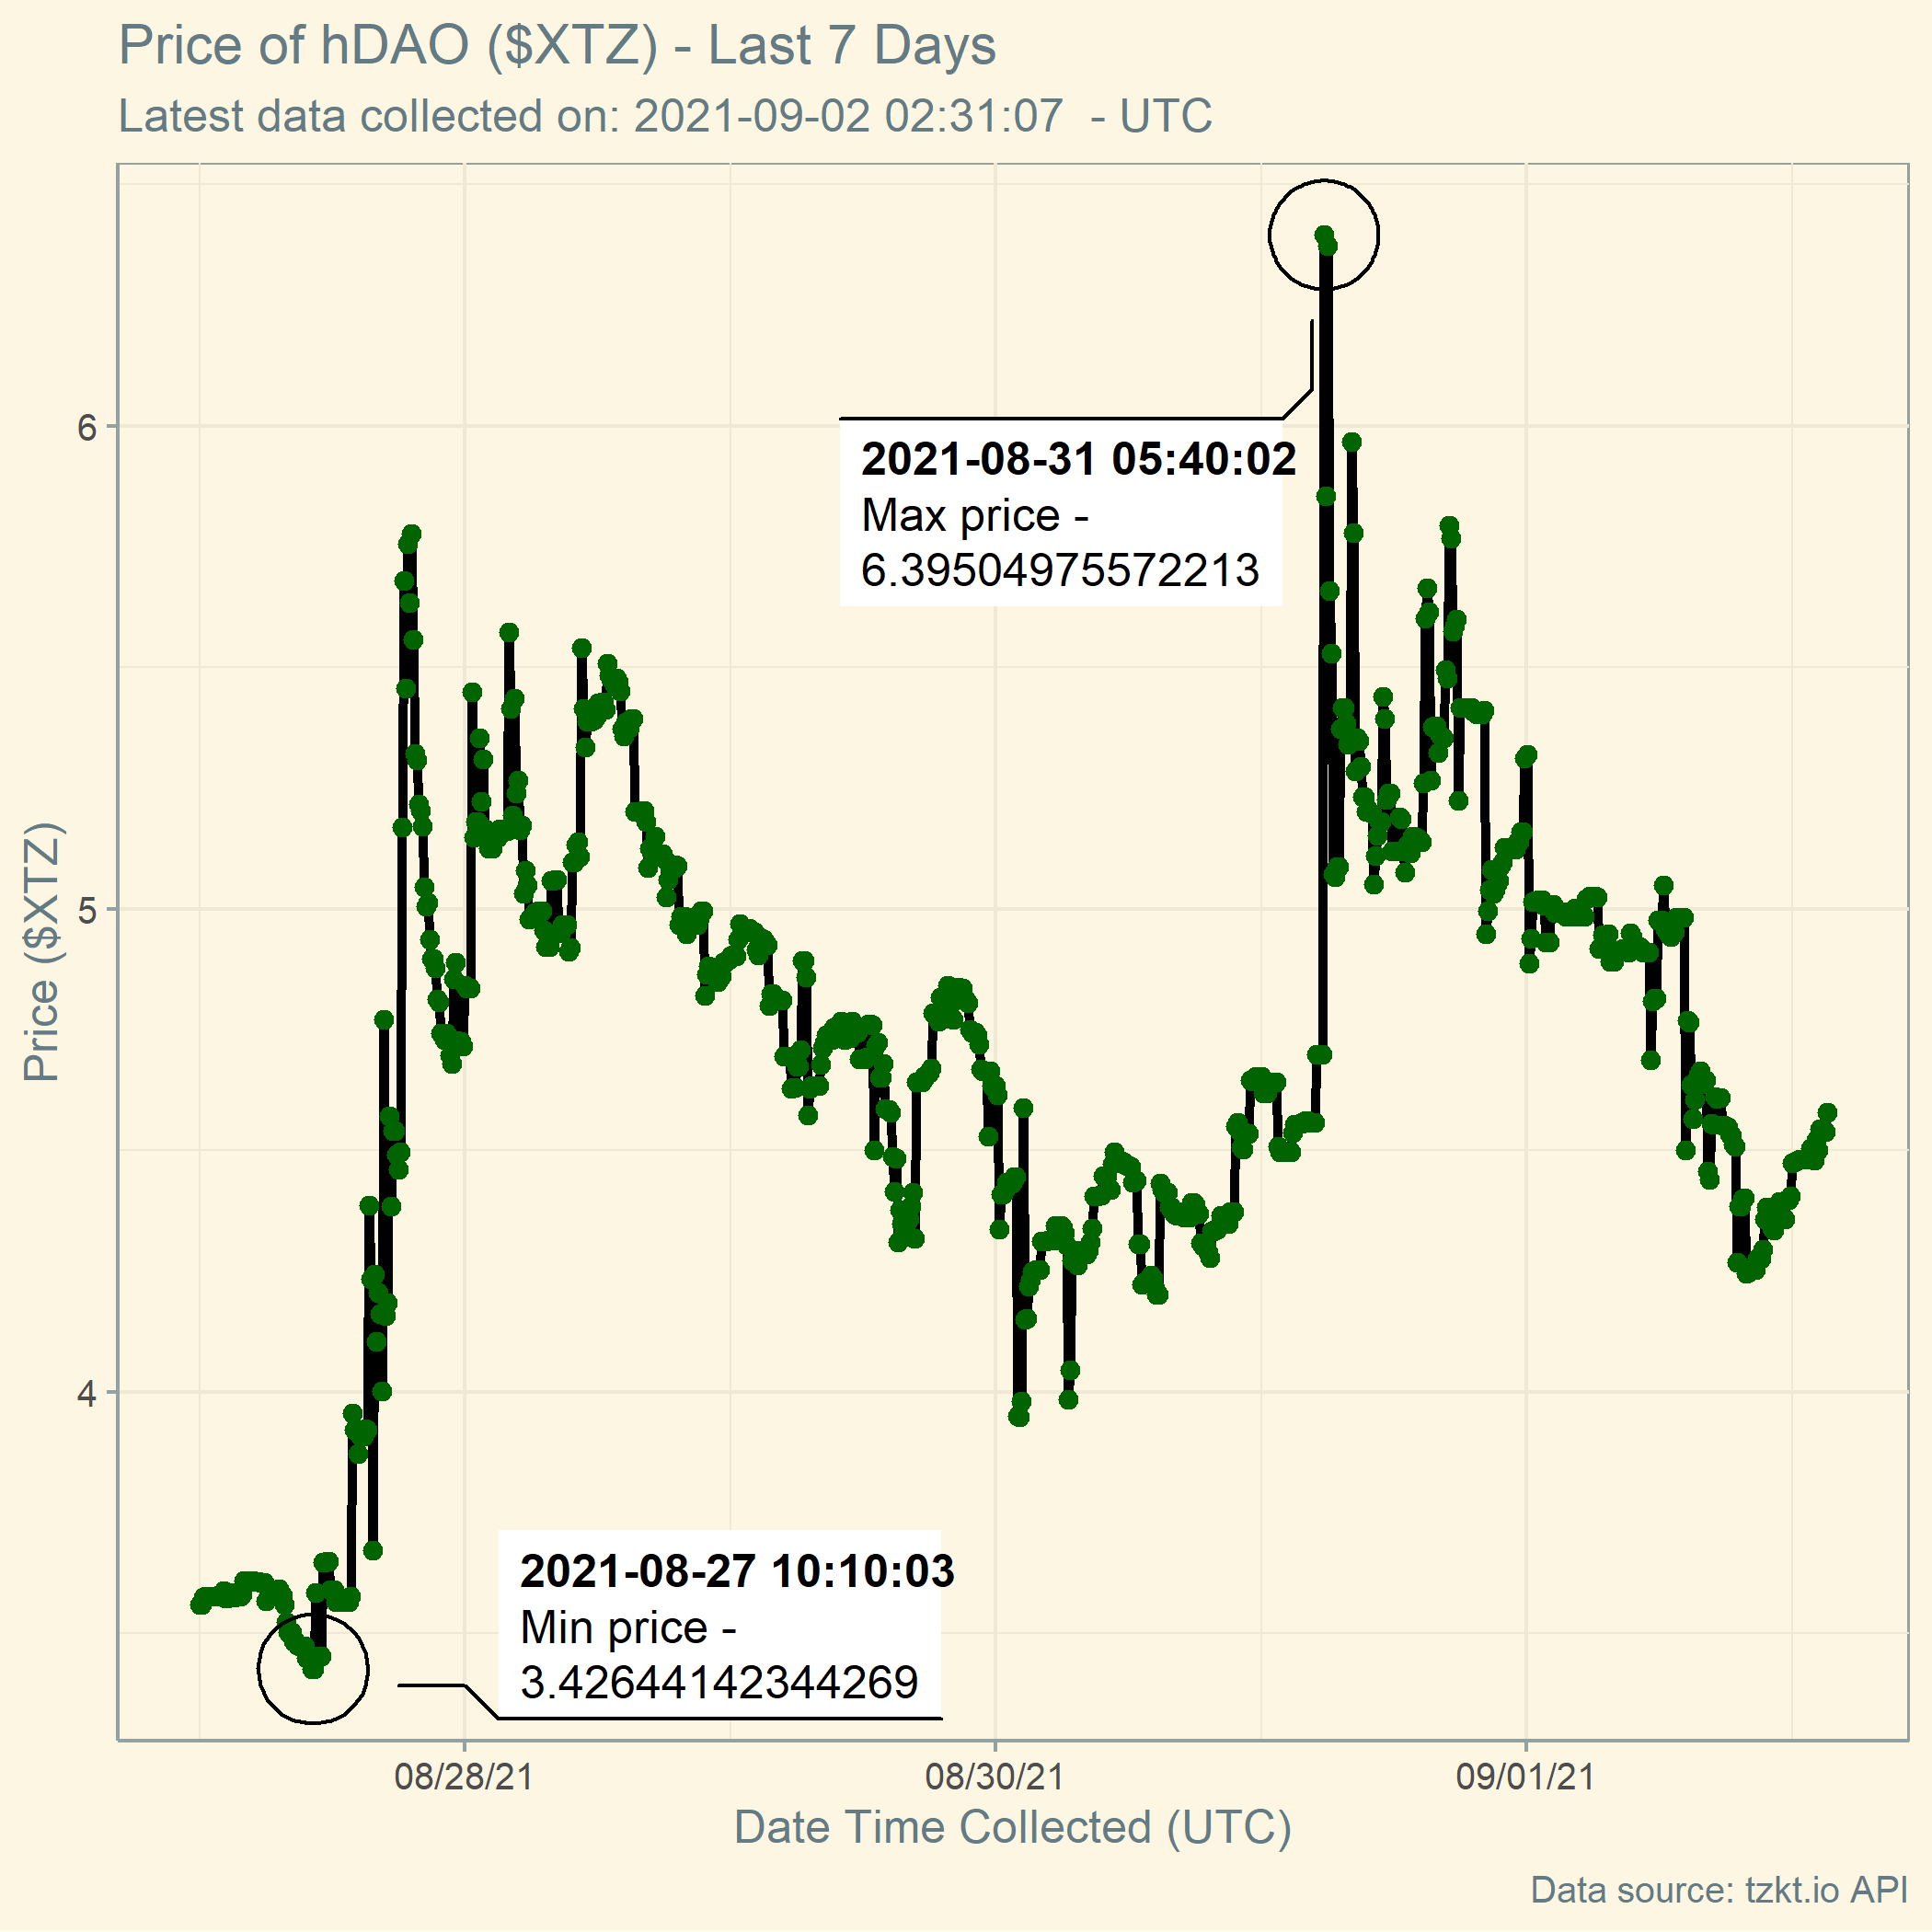 Price of hDAO ($XTZ) - Last 7 Days
Latest data collected on: 2021-09-02 02:31:07  - UTC
6
5
4
Price ($XTZ)
2021-08-31 05:40:02
Max price -
6.39504975572213
2021-08-27 10:10:03
Min price -
3.42644142344269
08/28/21
08/30/21
09/01/21
Date Time Collected (UTC)
Data source: tzkt.io API